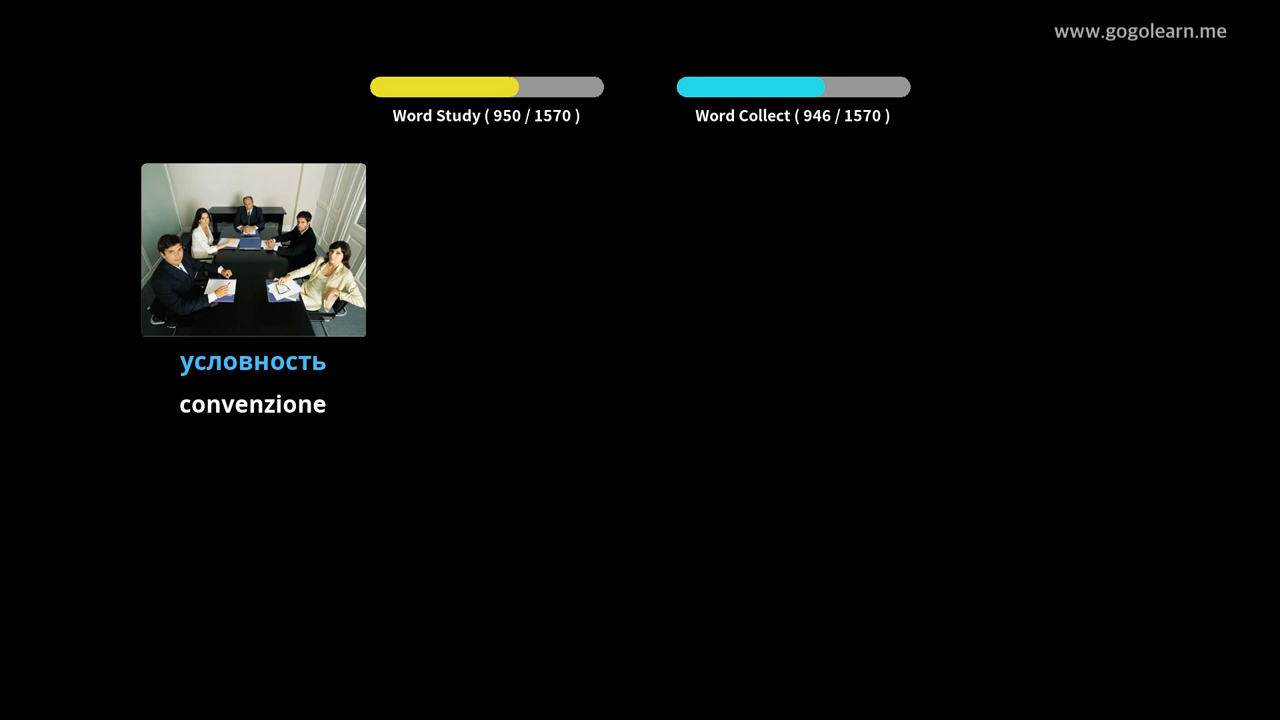 www.gogolearn.me
Word Study ( 950 / 1570 )
Word Collect ( 946 / 1570 )
условность
convenzione